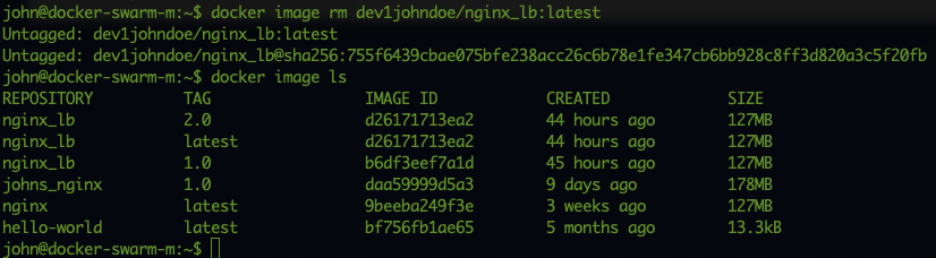 john@docker-swarm-m:~$ docker image rm dev1johndoe/nginx_lb:latest
Untagged: dev1johndoe/nginx_lb:latest
Untagged: dev1johndoe/nginx_lb@sha256:755f6439cbae075bfe238acc26c6b78e1fe347cb6bb928c8ff3d820a3c5f20fb
john@docker-swarm-m:~$ docker image ls
REPOSITORY TAG IMAGE ID CREATED SIZE
nginx_lb 2.0 d26171713ea2 44 hours ago 127MB
nginx_lb latest d26171713ea2 44 hours ago 127MB
nginx_lb 1.0 b6df3eef7a1d 45 hours ago 127MB
johns_nginx 1.0 daa59999d5a3 9 days ago 178MB
nginx latest 9beeba249f3e 3 weeks ago 127MB
hello-world latest bf756fb1ae65 5 months ago 13.3kB
john@docker-swarm-m:~$